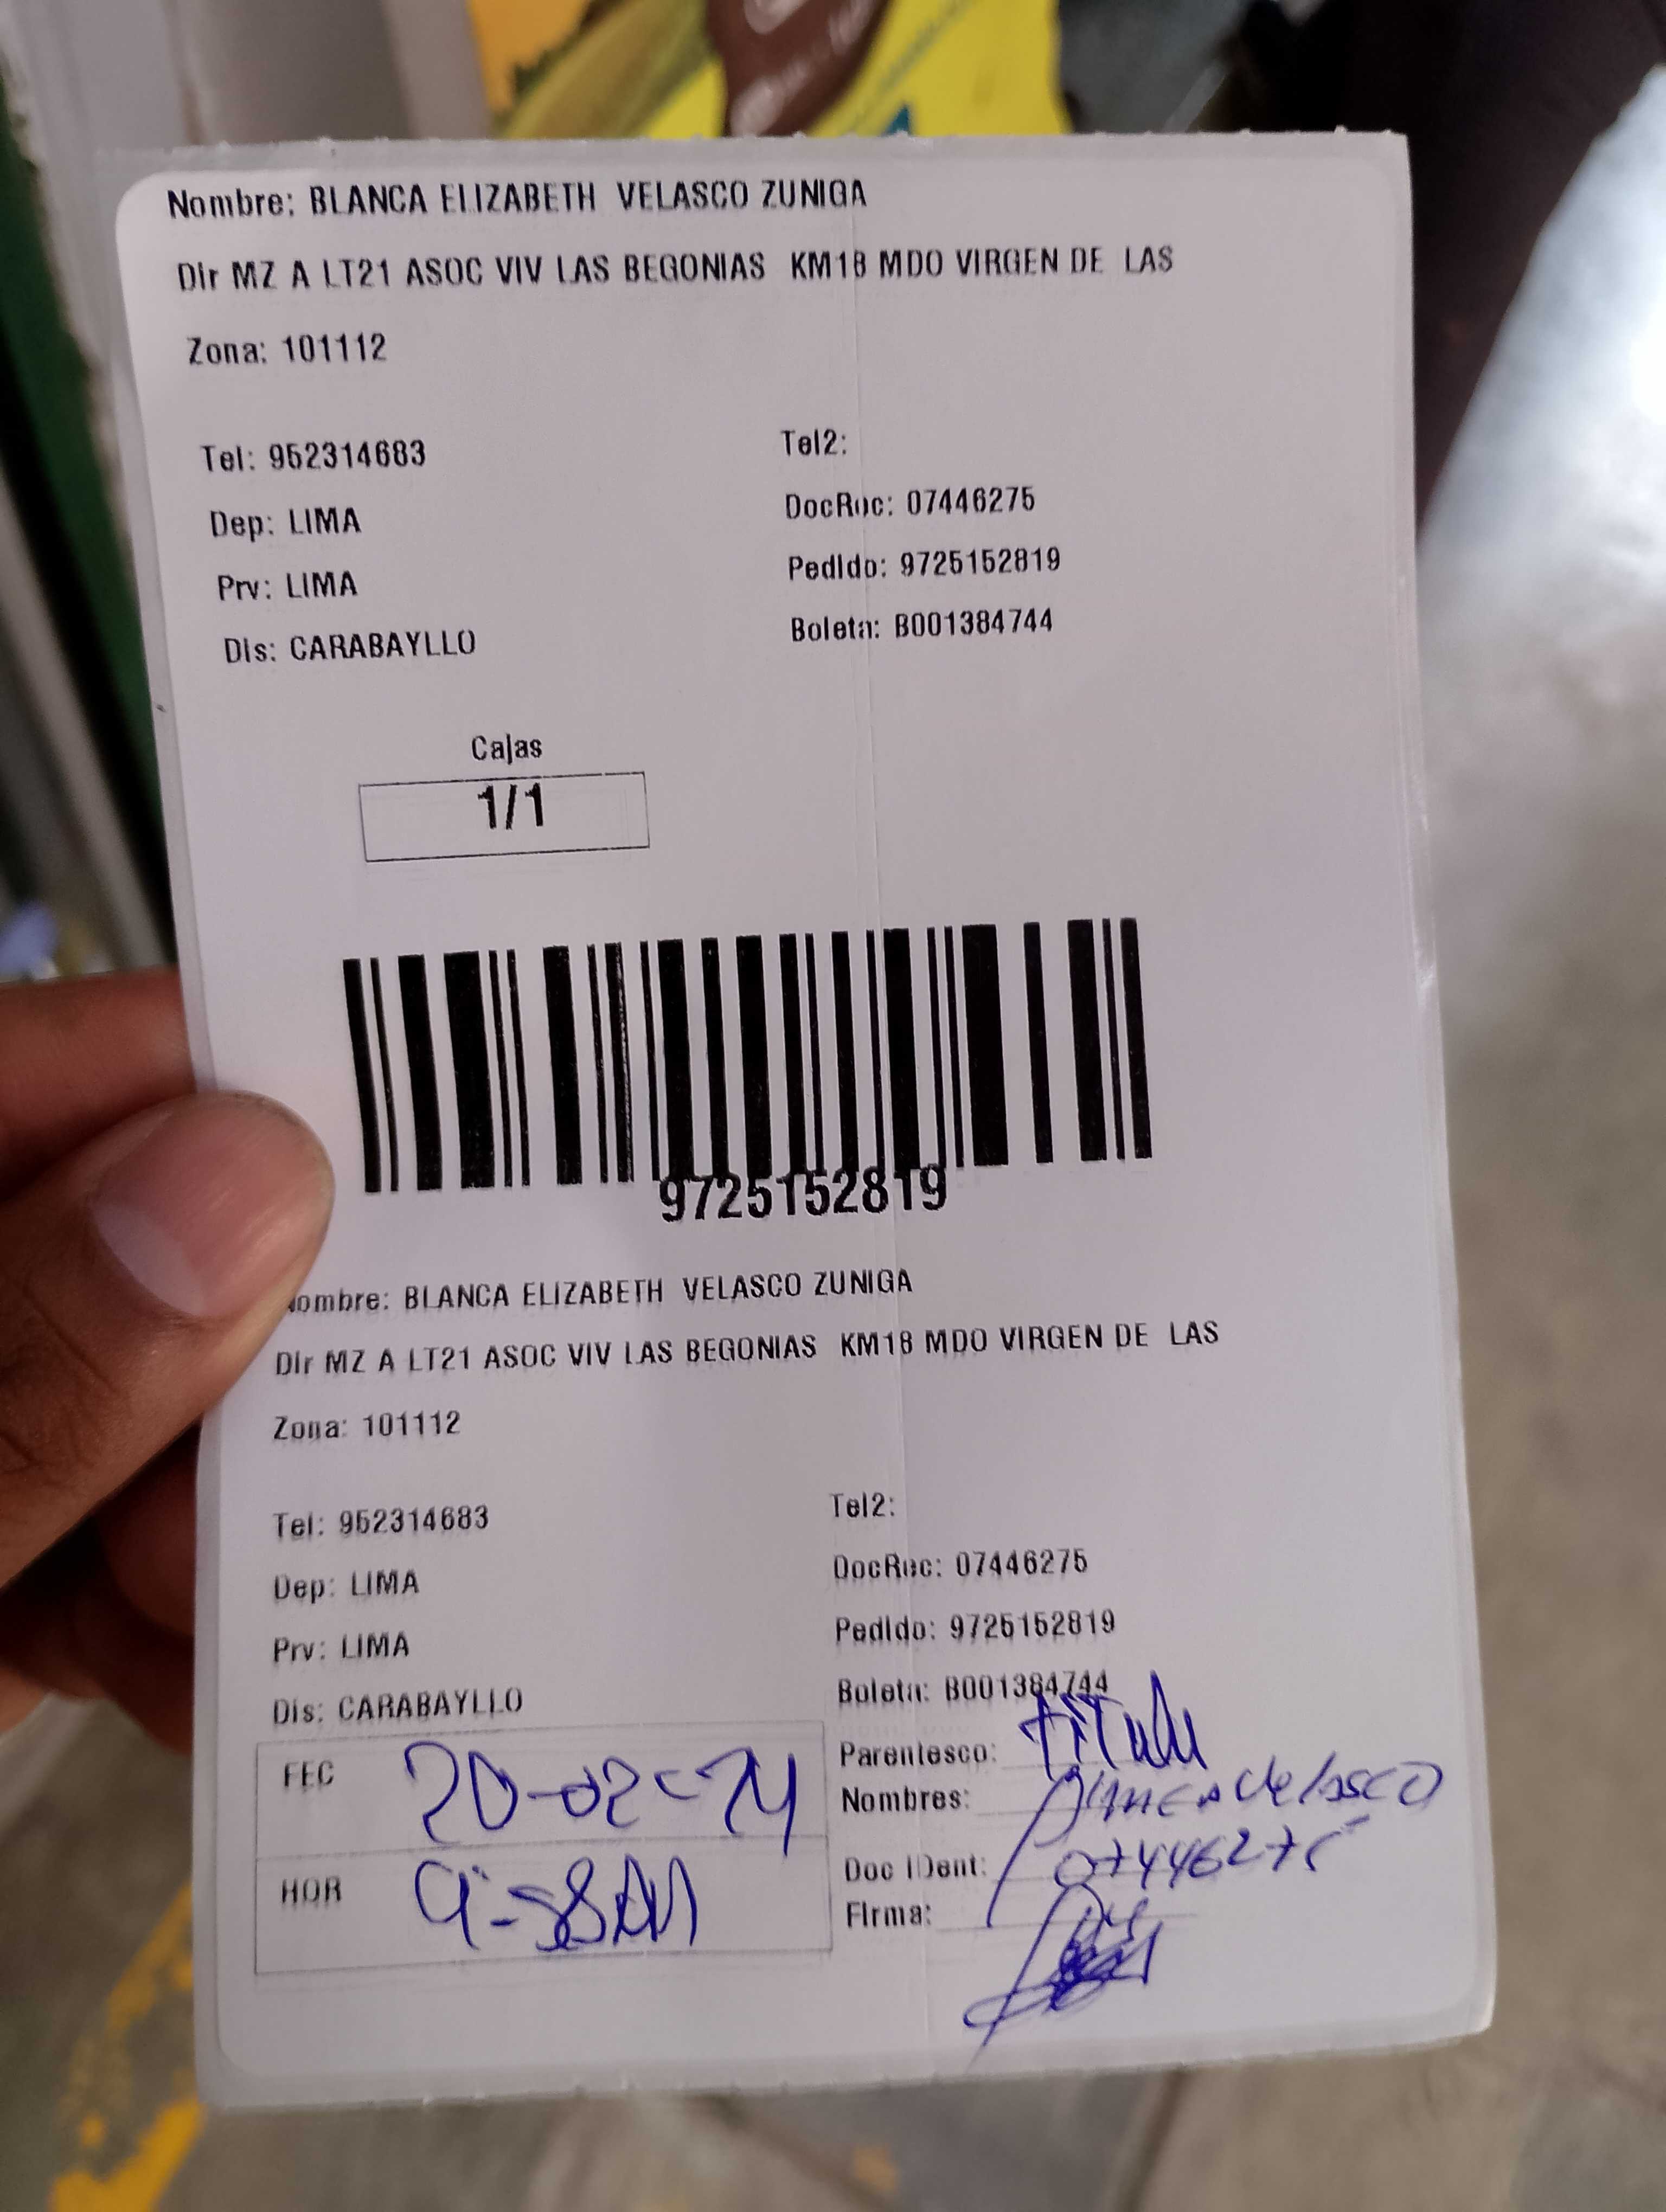 Nombre: BLANCA ELIZABETH VELASCO ZUNIGA
Dir MZ A LT21 ASOC VIV LAS BEGONIAS KM18 MDO VIRGEN DE LAS
Zona: 101112
Tel: 952314683 Tel2:
Dep: LIMA DocRec: 07446275
Prv: LIMA Pedido: 9725152819
Dis: CARABAYLLO Boleta: B001384744
Cajas
1/1
9725152819
ombre: BLANCA ELIZABETH VELASCO ZUNIGA
Dir MZ A LT21 ASOC VIV LAS BEGONIAS KM18 MDO VIRGEN DE LAS
Zona: 101112
Tel: 952314683 Tel2:
Dep: LIMA DocRec: 07446275
Prv: LIMA Pedido: 9725152819
Dis: CARABAYLLO Boleta: B001384744
FEC 20-02-24 Parentesco: titular
Nombres: Blanca Velasco
HOR 9:58AM Doc IDent: 07446275
Firma: